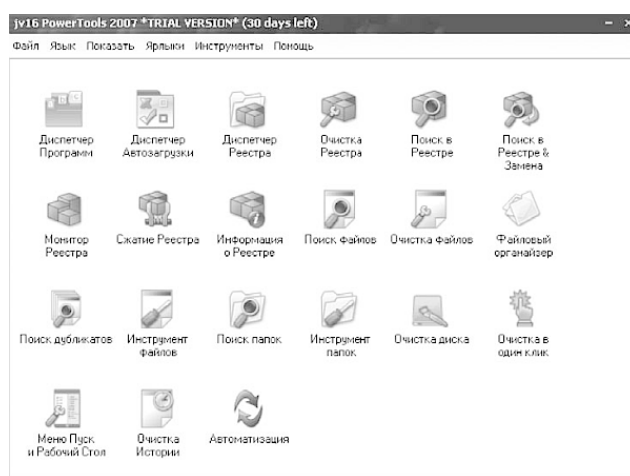 jv16 PowerTools 2007 *TRIAL VERSION* (30 days left)
Файл Язык Показать Ярлыки Инструменты Помощь
Диспетчер Программ
Диспетчер Автозагрузки
Диспетчер Реестра
Очистка Реестра
Поиск в Реестре
Поиск в Реестре & Замена
Монитор Реестра
Сжатие Реестра
Информация о Реестре
Поиск файлов
Очистка файлов
Файловый органайзер
Поиск дубликатов
Инструмент файлов
Поиск папок
Инструмент папок
Очистка диска
Очистка в один клик
Меню Пуск и Рабочий Стол
Очистка Истории
Автоматизация